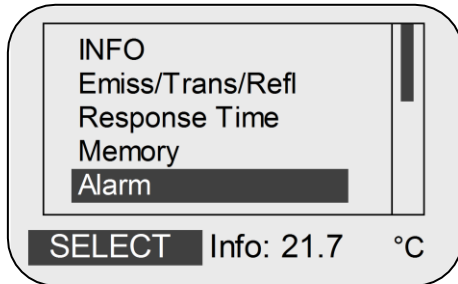 INFO
Emiss/Trans/Refl
Response Time
Memory
Alarm
SELECT Info: 21.7 °C